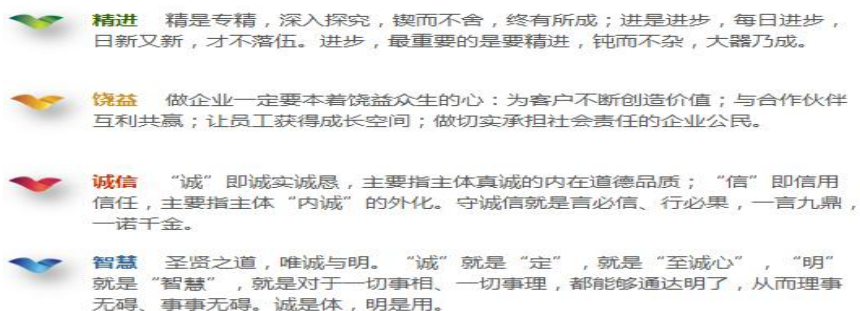 精进 精是专精，深入探究，锲而不舍，终有所成；进是进步，每日进步，
日新又新，才不落伍。进步，最重要的是要精进，钝而不杂，大器乃成。
饶益 做企业一定要本着饶益众生的心：为客户不断创造价值；与合作伙伴
互利共赢；让员工获得成长空间；做切实承担社会责任的企业公民。
诚信 “诚”即诚实诚恳，主要指主体真诚的内在道德品质；“信”即信用
信任，主要指主体“内诚”的外化。守诚信就是言必信、行必果，一言九鼎，
一诺千金。
智慧 圣贤之道，唯诚与明。“诚”就是“定”，就是“至诚心”，“明”
就是“智慧”，就是对于一切事相、一切事理，都能够通达明了，从而理事
无碍、事事无碍。诚是体，明是用。